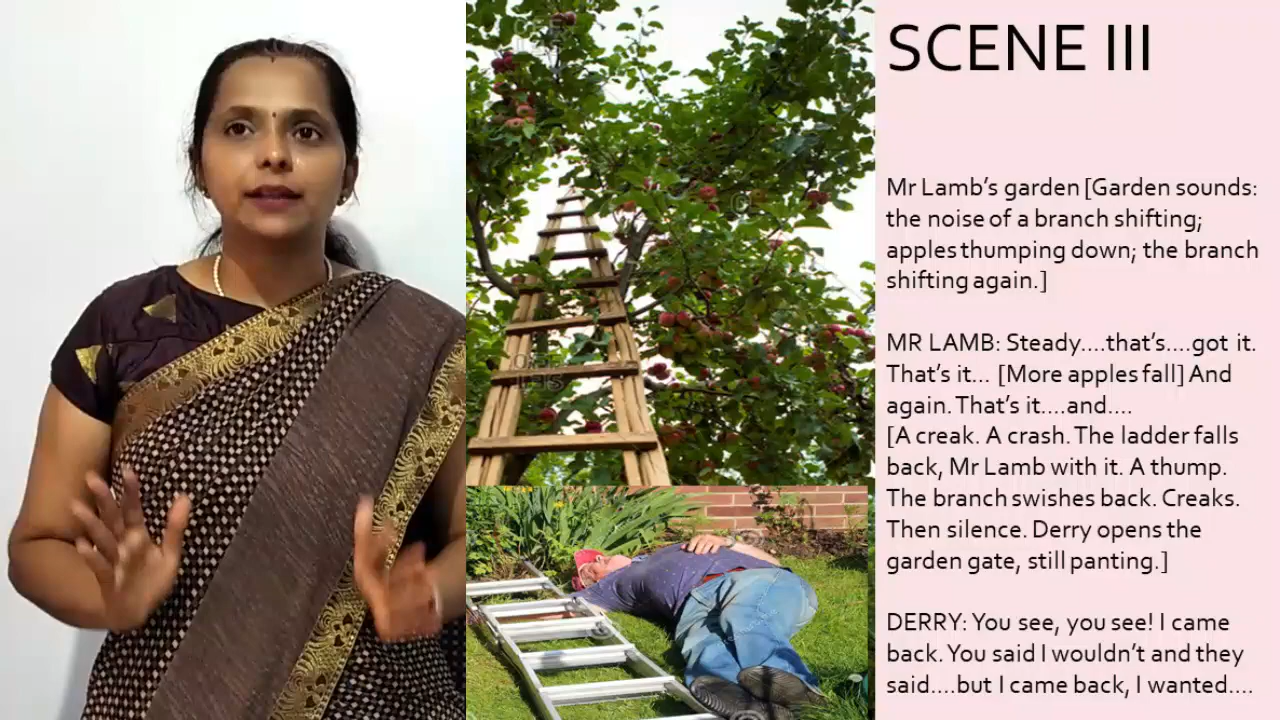 SCENE III
Mr Lamb’s garden [Garden sounds:
the noise of a branch shifting;
apples thumping down; the branch
shifting again.]
MR LAMB: Steady....that’s....got it.
That’s it... [More apples fall] And
again. That’s it....and....
[A creak. A crash. The ladder falls
back, Mr Lamb with it. A thump.
The branch swishes back. Creaks.
Then silence. Derry opens the
garden gate, still panting.]
DERRY: You see, you see! I came
back. You said I wouldn’t and they
said....but I came back, I wanted....